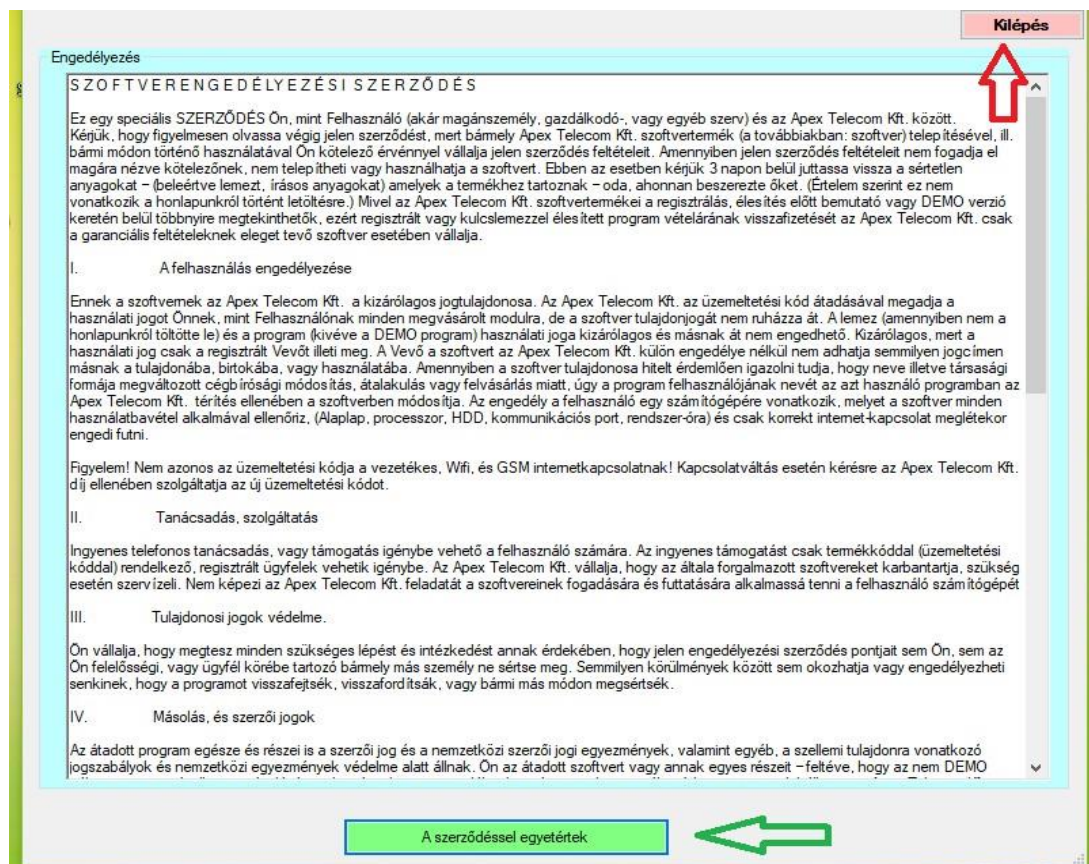 Kilépés
Engedélyezés
S Z O F T V E R E N G E D É L Y E Z É S I  S Z E R Z Ő D É S
Ez egy speciális SZERZŐDÉS Ön, mint Felhasználó (akár magánszemély, gazdálkodó-, vagy egyéb szerv) és az Apex Telecom Kft. között.
Kérjük, hogy figyelmesen olvassa végig jelen szerződést, mert bármely Apex Telecom Kft. szoftvertermék (a továbbiakban: szoftver) telepítésével, ill.
bármi módon történő használatával Ön kötelező érvénnyel vállalja jelen szerződés feltételeit. Amennyiben jelen szerződés feltételeit nem fogadja el
magára nézve kötelezőnek, nem telepítheti vagy használhatja a szoftvert. Ebben az esetben kérjük 3 napon belül juttassa vissza a sértetlen
anyagokat – (beleértve lemezt, írásos anyagokat) amelyek a termékhez tartoznak – oda, ahonnan beszerezte őket. (Értelem szerint ez nem
vonatkozik a honlapunkról történt letöltésre.) Mivel az Apex Telecom Kft. szoftvertermékei a regisztrálás, élesítés előtt bemutató vagy DEMO verzió
keretén belül többnyire megtekinthetők, ezért regisztrált vagy kulcslemezzel élesített program vételárának visszafizetését az Apex Telecom Kft. csak
a garanciális feltételeknek eleget tevő szoftver esetében vállalja.
I. A felhasználás engedélyezése
Ennek a szoftvernek az Apex Telecom Kft. a kizárólagos jogtulajdonosa. Az Apex Telecom Kft. az üzemeltetési kód átadásával megadja a
használati jogot Önnek, mint Felhasználónak minden megvásárolt modulra, de a szoftver tulajdonjogát nem ruházza át. A lemez (amennyiben nem a
honlapunkról töltötte le) és a program (kivéve a DEMO program) használati joga kizárólagos és másnak át nem engedhető. Kizárólagos, mert a
használati jog csak a regisztrált Vevőt illeti meg. A Vevő a szoftvert az Apex Telecom Kft. külön engedélye nélkül nem adhatja semmilyen jogcímen
másnak a tulajdonába, birtokába, vagy használatába. Amennyiben a szoftver tulajdonosa hitelt érdemlően igazolni tudja, hogy neve illetve társasági
formája megváltozott cégbírósági módosítás, átalakulás vagy felvásárlás miatt, úgy a program felhasználójának nevét az azt használó programban az
Apex Telecom Kft. térítés ellenében a szoftverben módosítja. Az engedély a felhasználó egy számítógépére vonatkozik, melyet a szoftver minden
használatbavétel alkalmával ellenőriz, (Alaplap, processzor, HDD, kommunikációs port, rendszer-óra) és csak korrekt internet-kapcsolat meglétekor
engedi futni.
Figyelem! Nem azonos az üzemeltetési kódja a vezetékes, Wifi, és GSM internetkapcsolatnak! Kapcsolatváltás esetén kérésre az Apex Telecom Kft.
díj ellenében szolgáltatja az új üzemeltetési kódot.
II. Tanácsadás, szolgáltatás
Ingyenes telefonos tanácsadás, vagy támogatás igénybe vehető a felhasználó számára. Az ingyenes támogatást csak termékkóddal (üzemeltetési
kóddal) rendelkező, regisztrált ügyfelek vehetik igénybe. Az Apex Telecom Kft. vállalja, hogy az általa forgalmazott szoftvereket karbantartja, szükség
esetén szervízeli. Nem képezi az Apex Telecom Kft. feladatát a szoftvereinek fogadására és futtatására alkalmassá tenni a felhasználó számítógépét
III. Tulajdonosi jogok védelme.
Ön vállalja, hogy megtesz minden szükséges lépést és intézkedést annak érdekében, hogy jelen engedélyezési szerződés pontjait sem Ön, sem az
Ön felelősségi, vagy ügyfél körébe tartozó bármely más személy ne sértse meg. Semmilyen körülmények között sem okozhatja vagy engedélyezheti
senkinek, hogy a programot visszafejtsék, visszafordítsák, vagy bármi más módon megsértsék.
IV. Másolás, és szerzői jogok
Az átadott program egésze és részei is a szerzői jog és a nemzetközi szerzői jogi egyezmények, valamint egyéb, a szellemi tulajdonra vonatkozó
jogszabályok és nemzetközi egyezmények védelme alatt állnak. Ön az átadott szoftvert vagy annak egyes részeit – feltéve, hogy az nem DEMO
A szerződéssel egyetértek